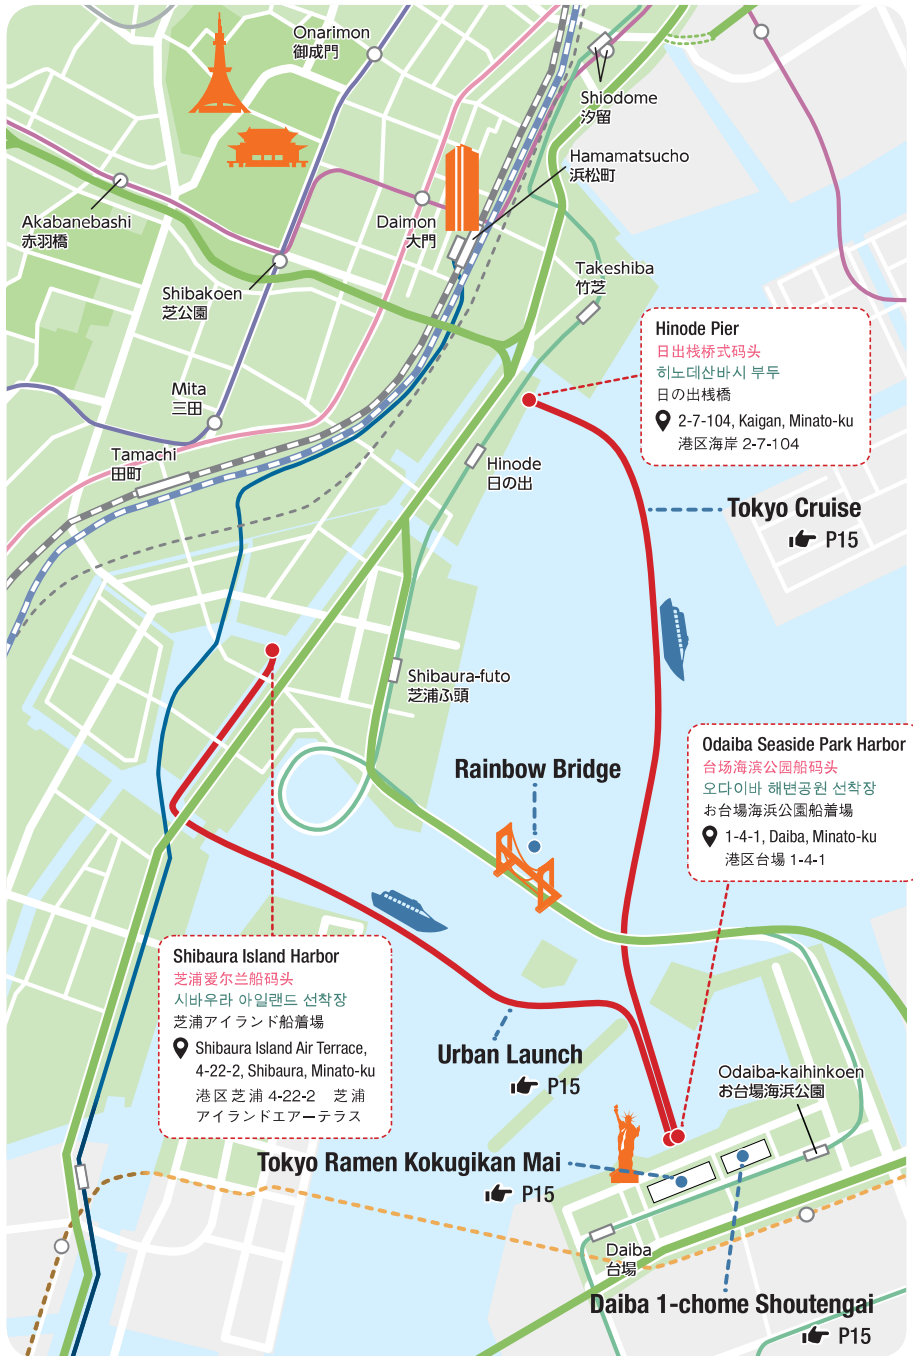 Onarimon
御成門
Shiodome
汐留
Hamamatsucho
浜松町
Akabanebashi
赤羽橋
Daimon
大門
Shibakoen
芝公園
Takeshiba
竹芝
Hinode Pier
日出栈桥式码头
히노데산바시 부두
日の出桟橋
2-7-104, Kaigan, Minato-ku
港区海岸 2-7-104
Mita
三田
Tamachi
田町
Hinode
日の出
Tokyo Cruise
P15
Shibaura-futo
芝浦ふ頭
Rainbow Bridge
Odaiba Seaside Park Harbor
台场海滨公园船码头
오다이바 해변공원 선착장
お台場海浜公園船着場
1-4-1, Daiba, Minato-ku
港区台場 1-4-1
Shibaura Island Harbor
芝浦爱尔兰船码头
시바우라 아일랜드 선착장
芝浦アイランド船着場
Shibaura Island Air Terrace,
4-22-2, Shibaura, Minato-ku
港区芝浦 4-22-2 芝浦
アイランドエアーテラス
Urban Launch
P15
Odaiba-kaihinkoen
お台場海浜公園
Tokyo Ramen Kokugikan Mai
P15
Daiba
台場
Daiba 1-chome Shoutengai
P15